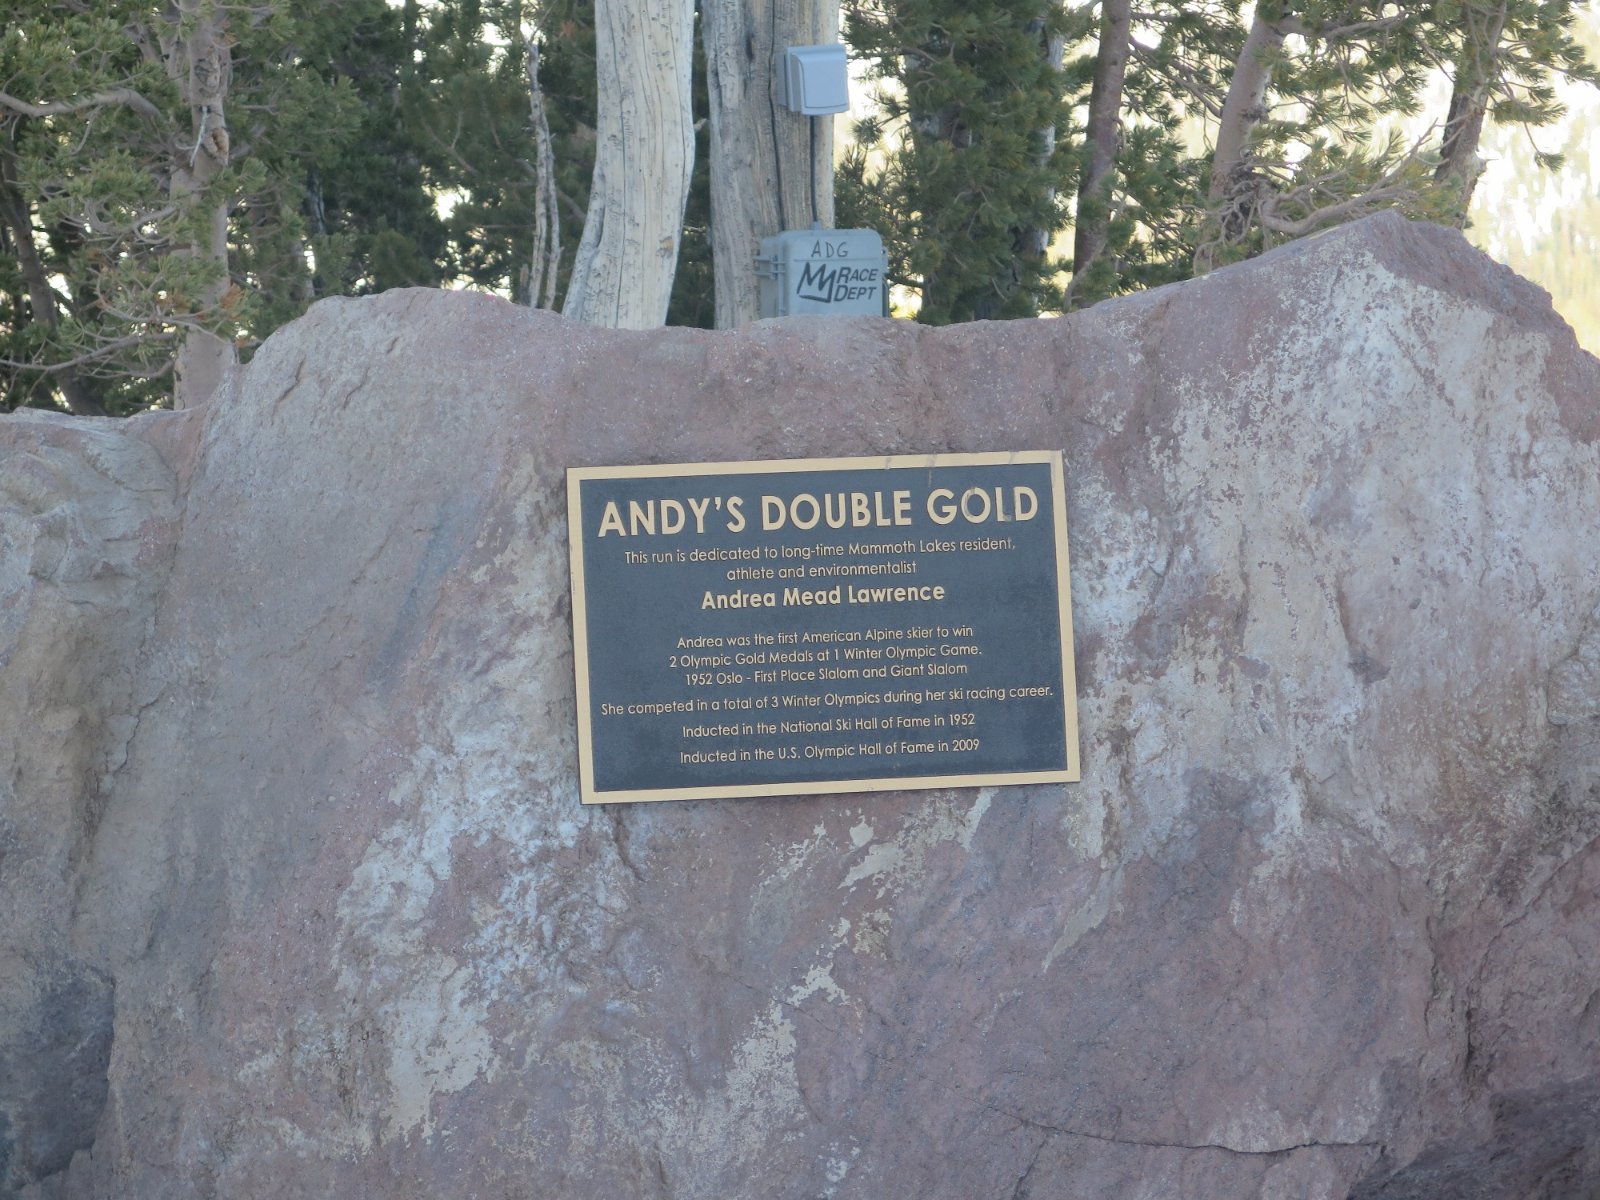 ADG
RACE
DEPT
ANDY'S DOUBLE GOLD
This run is dedicated to long-time Mammoth Lakes resident,
athlete and environmentalist
Andrea Mead Lawrence
Andrea was the first American Alpine skier to win
2 Olympic Gold Medals at 1 Winter Olympic Game.
1952 Oslo - First Place Slalom and Giant Slalom
She competed in a total of 3 Winter Olympics during her ski racing career.
Inducted in the National Ski Hall of Fame in 1952
Inducted in the U.S. Olympic Hall of Fame in 2009